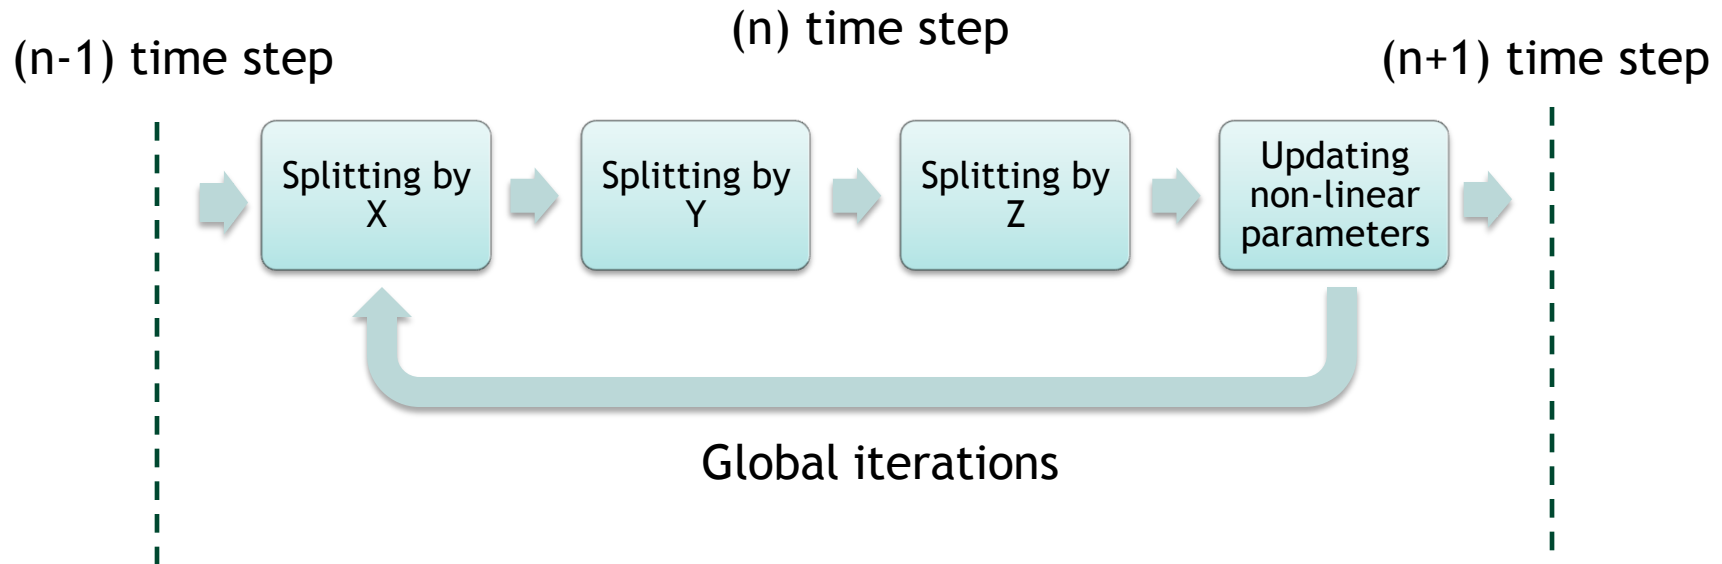 (n-1) time step
(n) time step
(n+1) time step
Splitting by
X
Splitting by
Y
Splitting by
Z
Updating
non-linear
parameters
Global iterations